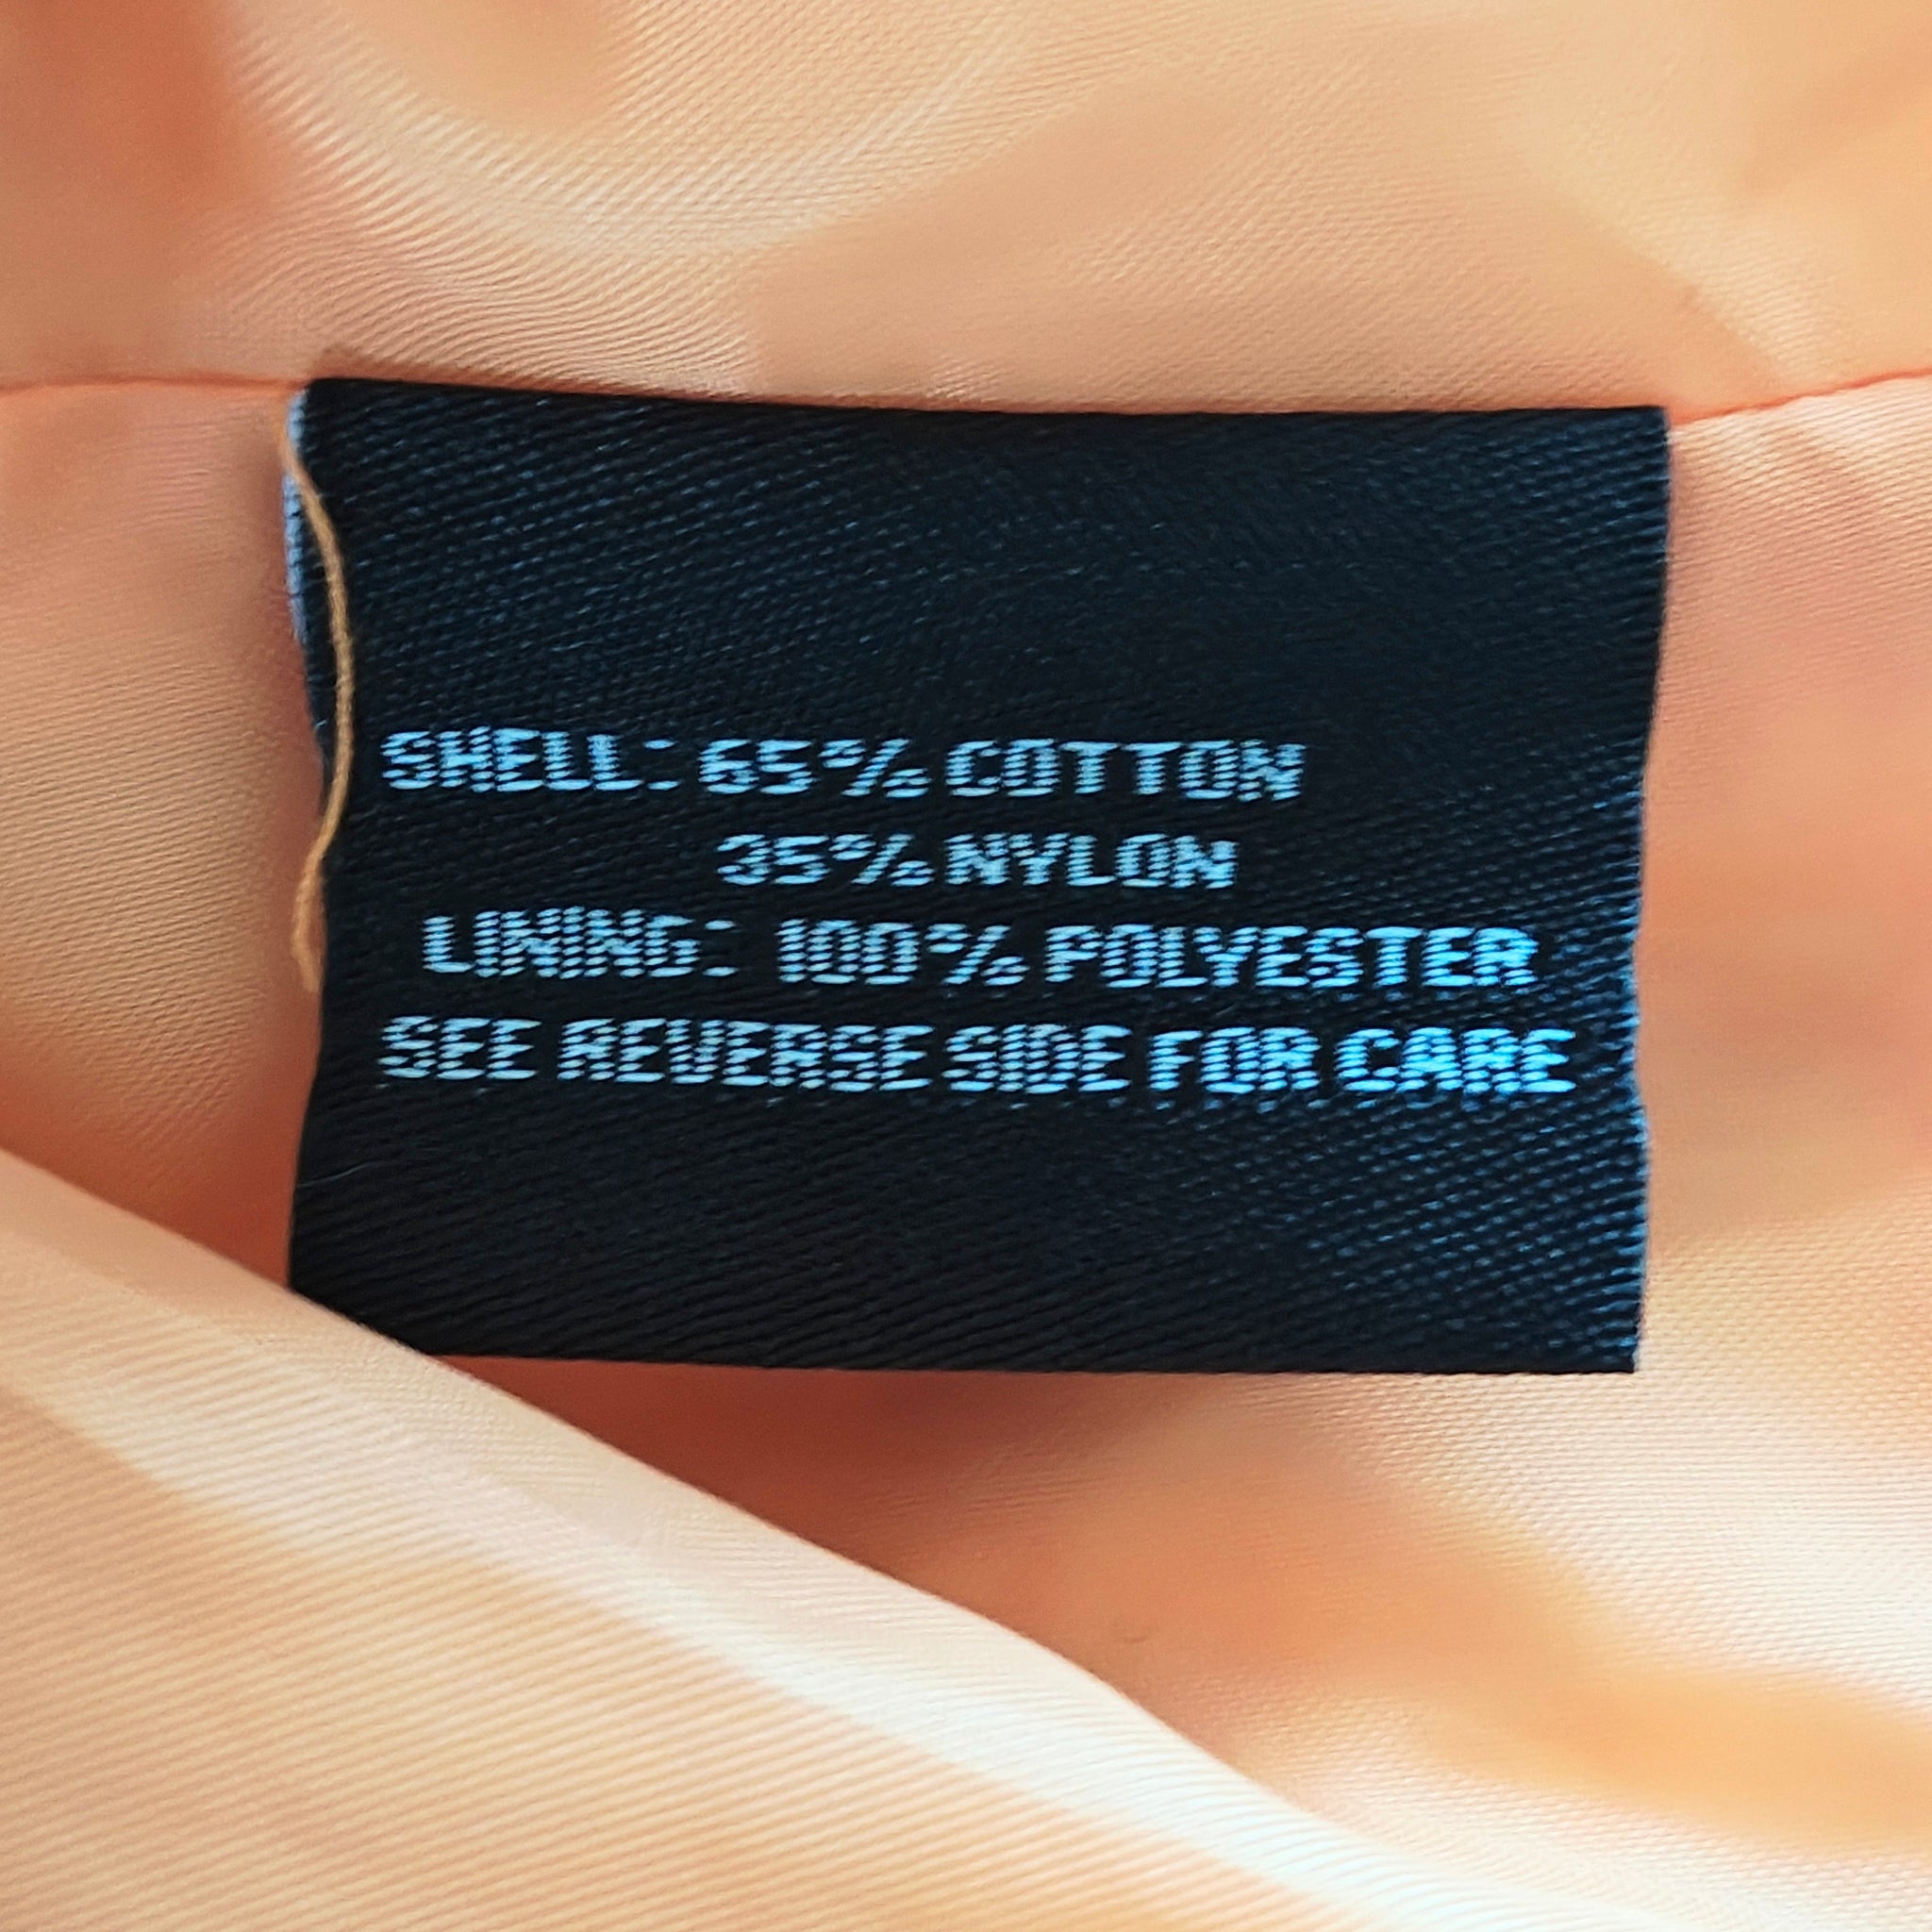 SHELL: 65% COTTON
35% NYLON
LINING: 100% POLYESTER
SEE REVERSE SIDE FOR CARE